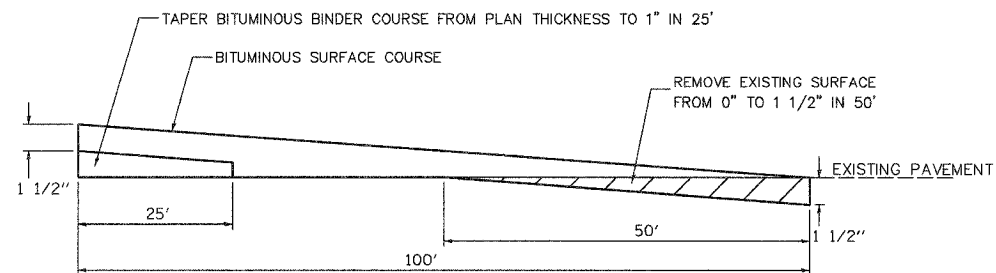 TAPER BITUMINOUS BINDER COURSE FROM PLAN THICKNESS TO 1" IN 25'
BITUMINOUS SURFACE COURSE
REMOVE EXISTING SURFACE
FROM 0" TO 1 1/2" IN 50'
EXISTING PAVEMENT
1 1/2"
25'
50'
1 1/2"
100'